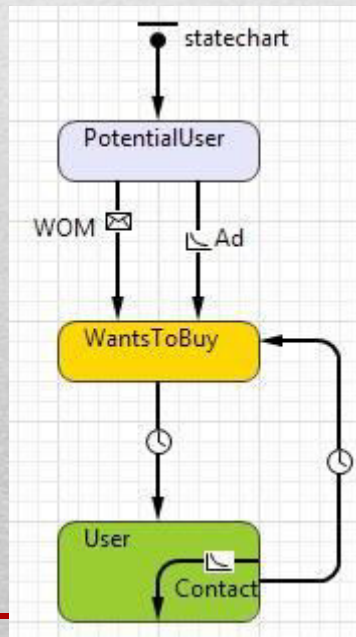 statechart
PotentialUser
WOM
Ad
WantsToBuy
User
Contact